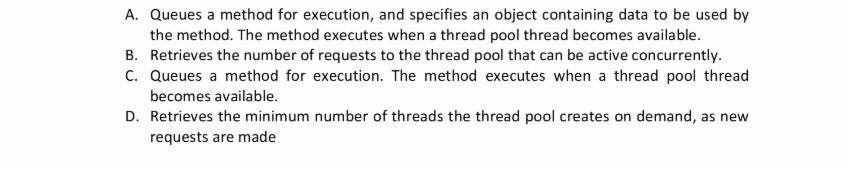 A. Queues a method for execution, and specifies an object containing data to be used by
the method. The method executes when a thread pool thread becomes available.
B. Retrieves the number of requests to the thread pool that can be active concurrently.
C. Queues a method for execution. The method executes when a thread pool thread
becomes available.
D. Retrieves the minimum number of threads the thread pool creates on demand, as new
requests are made